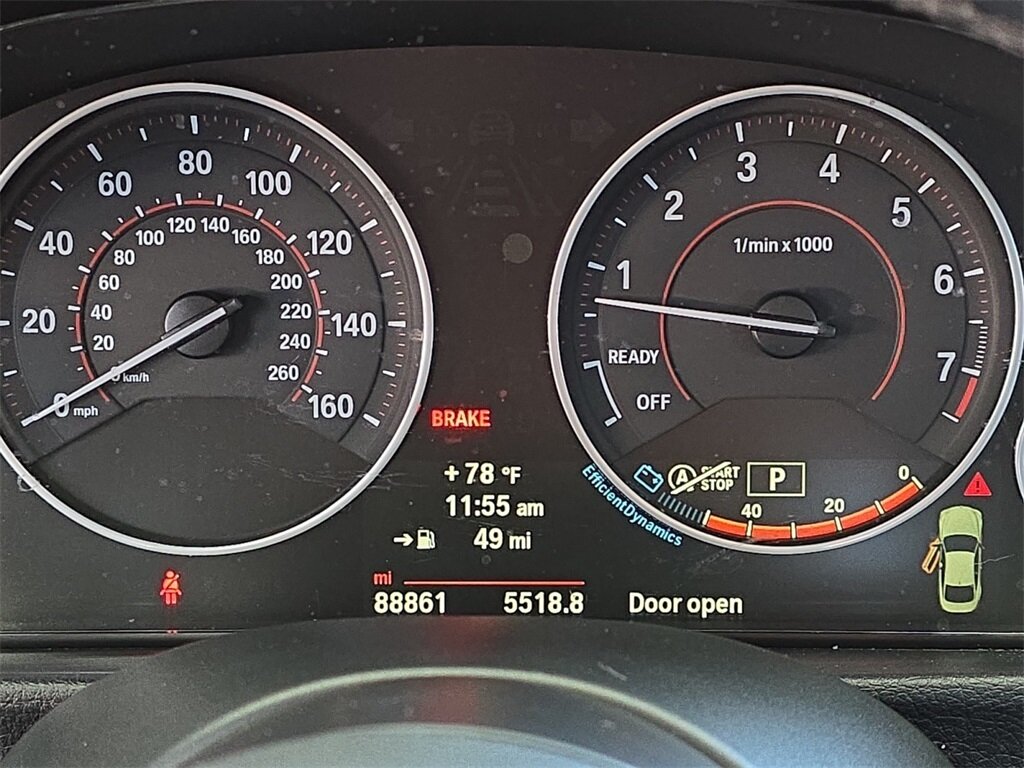 0 mph
20
40
60
80
100
120
140
160
0 km/h
20
40
60
80
100
120
140
160
180
200
220
240
260
BRAKE
+78 °F
11:55 am
49 mi
mi
88861 5518.8
1
2
3
4
5
6
7
1/min x 1000
READY
OFF
A START
STOP
P
EfficientDynamics
40
20
0
Door open